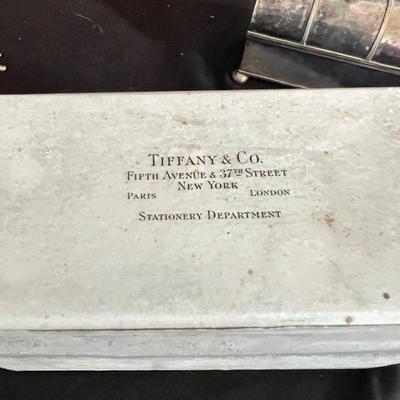 TIFFANY & CO.
FIFTH AVENUE & 37TH STREET
NEW YORK
PARIS LONDON
STATIONERY DEPARTMENT